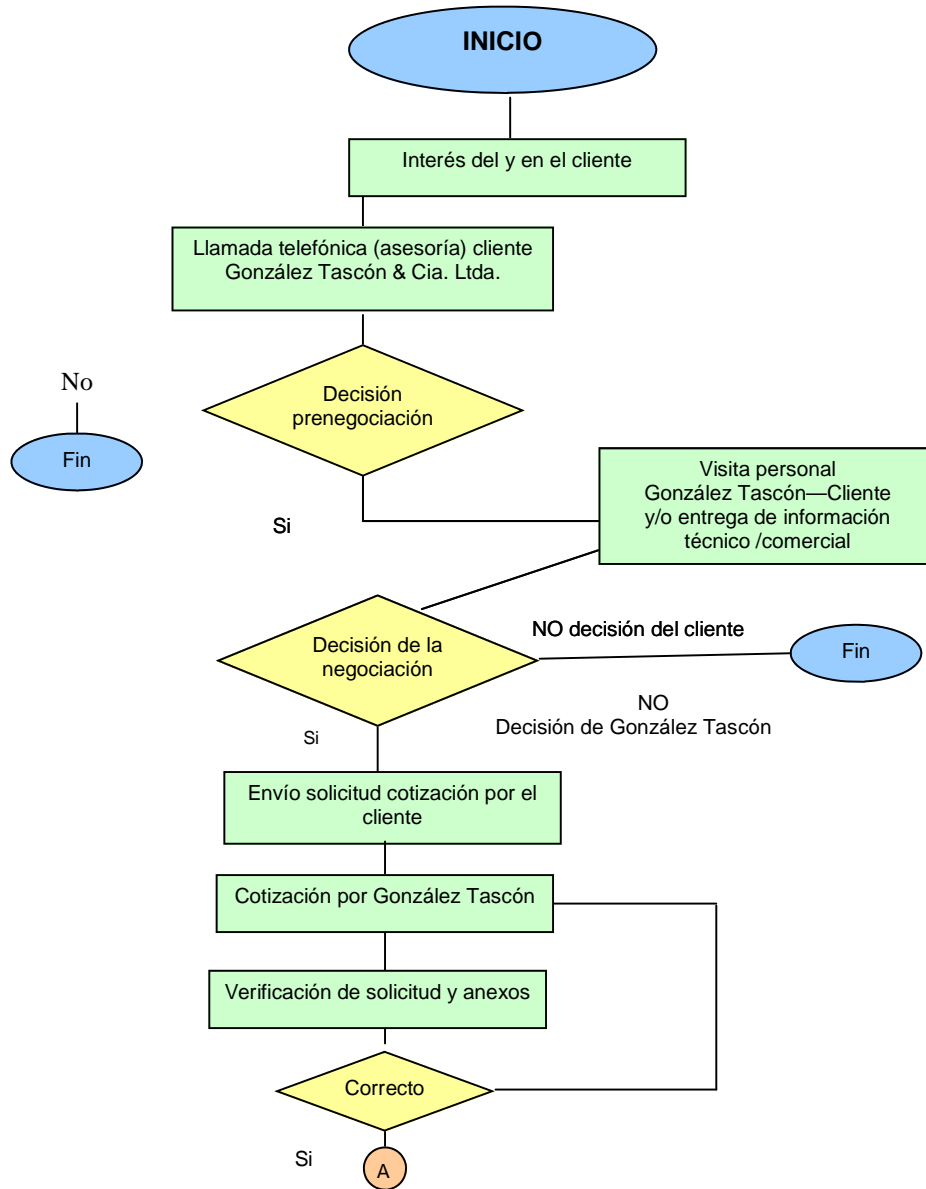 INICIO
Interés del y en el cliente
Llamada telefónica (asesoría) cliente
González Tascón & Cia. Ltda.
No
Decisión
prenegociación
Fin
Visita personal
González Tascón—Cliente
y/o entrega de información
técnico /comercial
Si
Decisión de la
negociación
NO decisión del cliente
Fin
NO
Decisión de González Tascón
Si
Envío solicitud cotización por el
cliente
Cotización por González Tascón
Verificación de solicitud y anexos
Correcto
Si
A